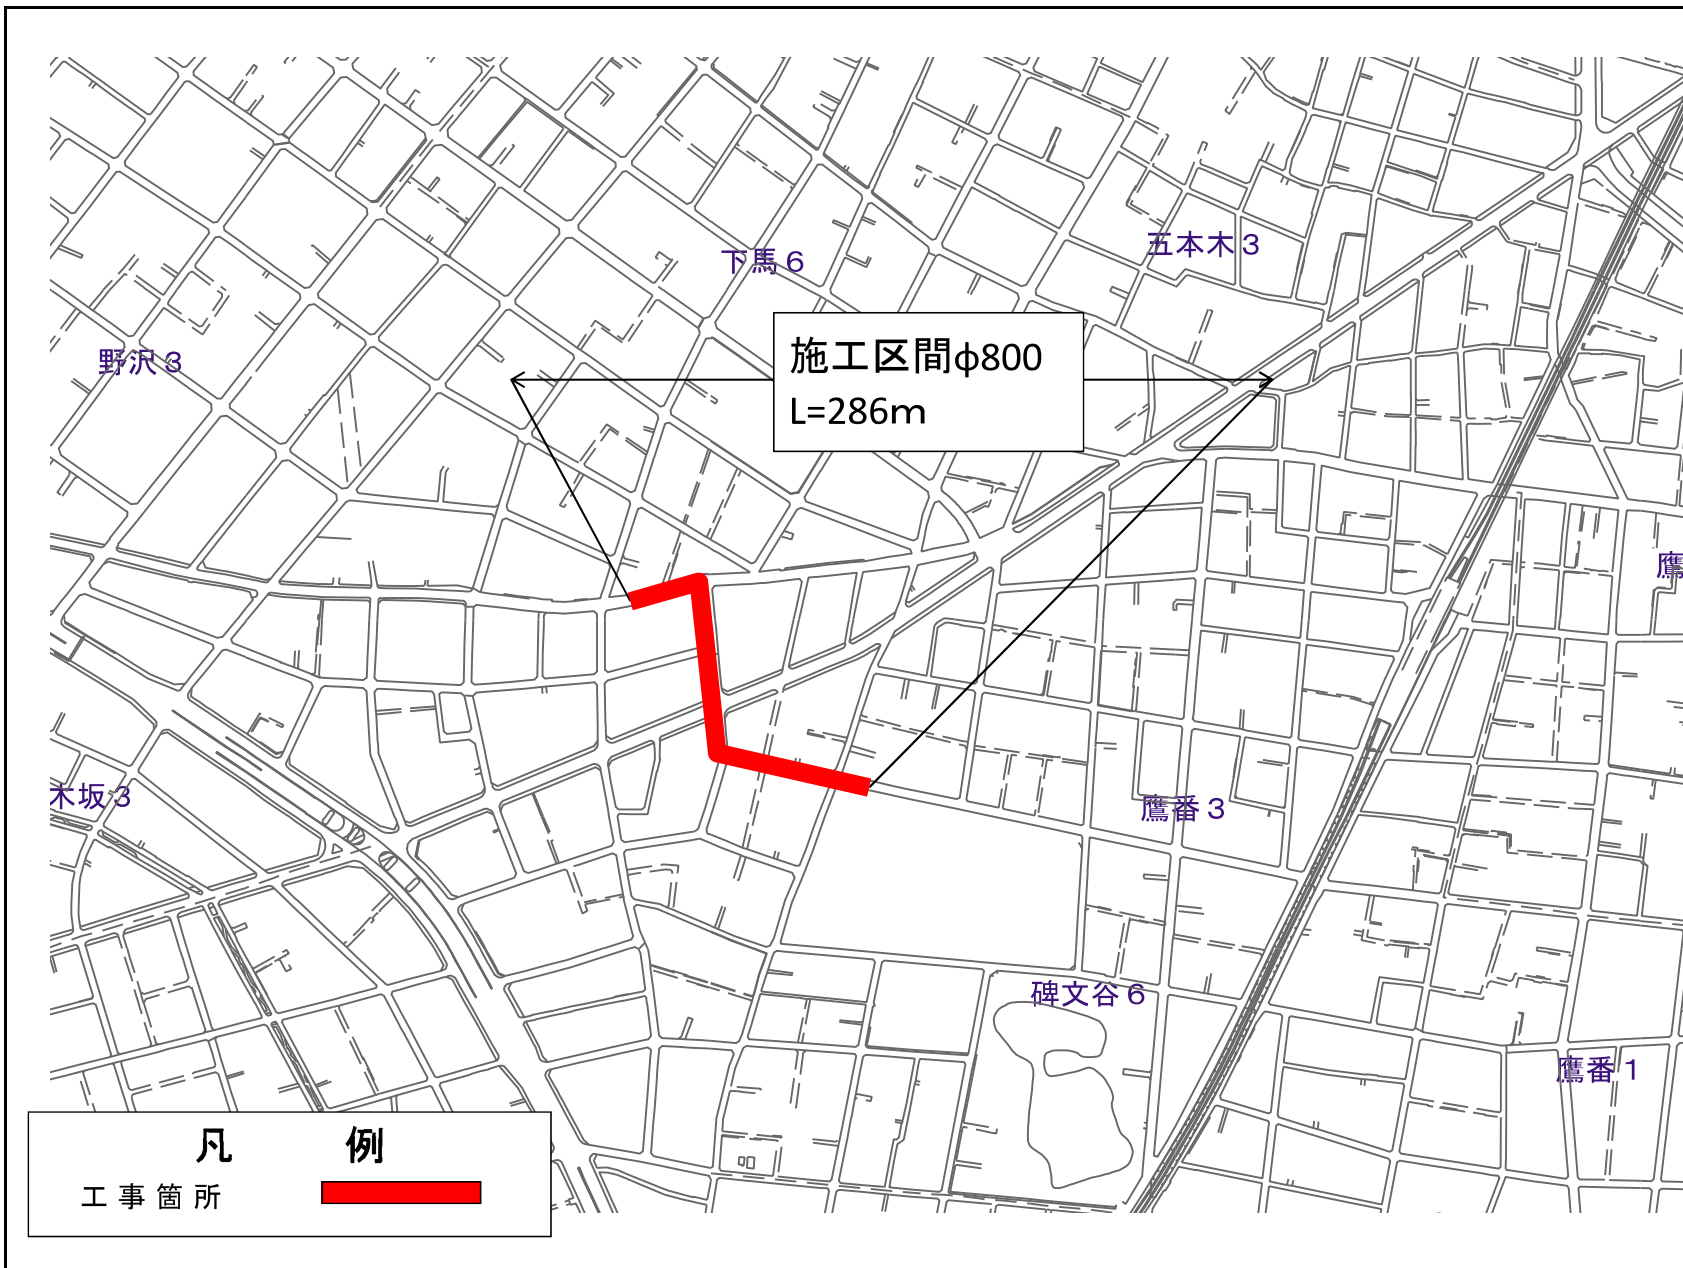 下馬６
五本木３
野沢３
施工区間φ800
L=286ｍ
鷹
木坂３
鷹番３
碑文谷６
鷹番１
凡　例
工事箇所